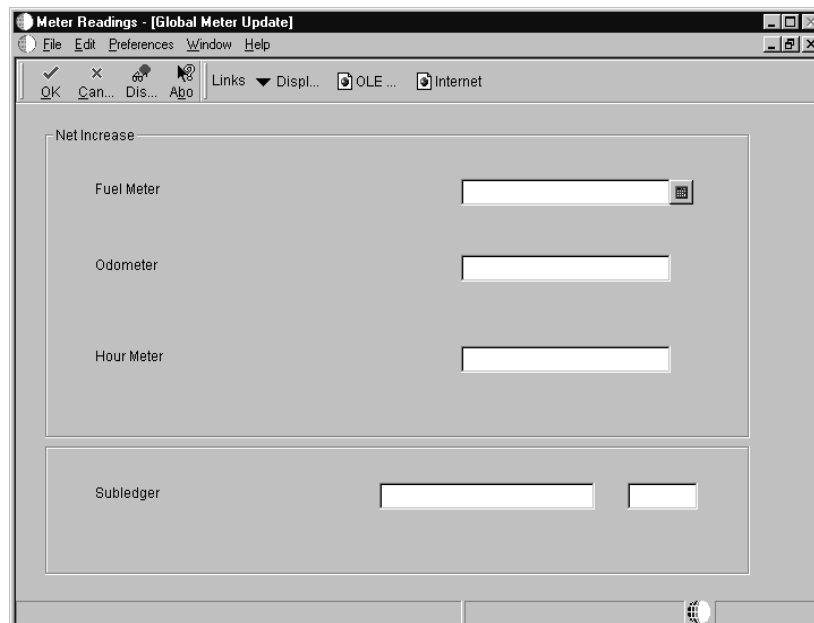 Meter Readings - [Global Meter Update]
File Edit Preferences Window Help
OK Can... Dis... Abo Links Displ... OLE ... Internet
Net Increase
Fuel Meter
Odometer
Hour Meter
Subledger